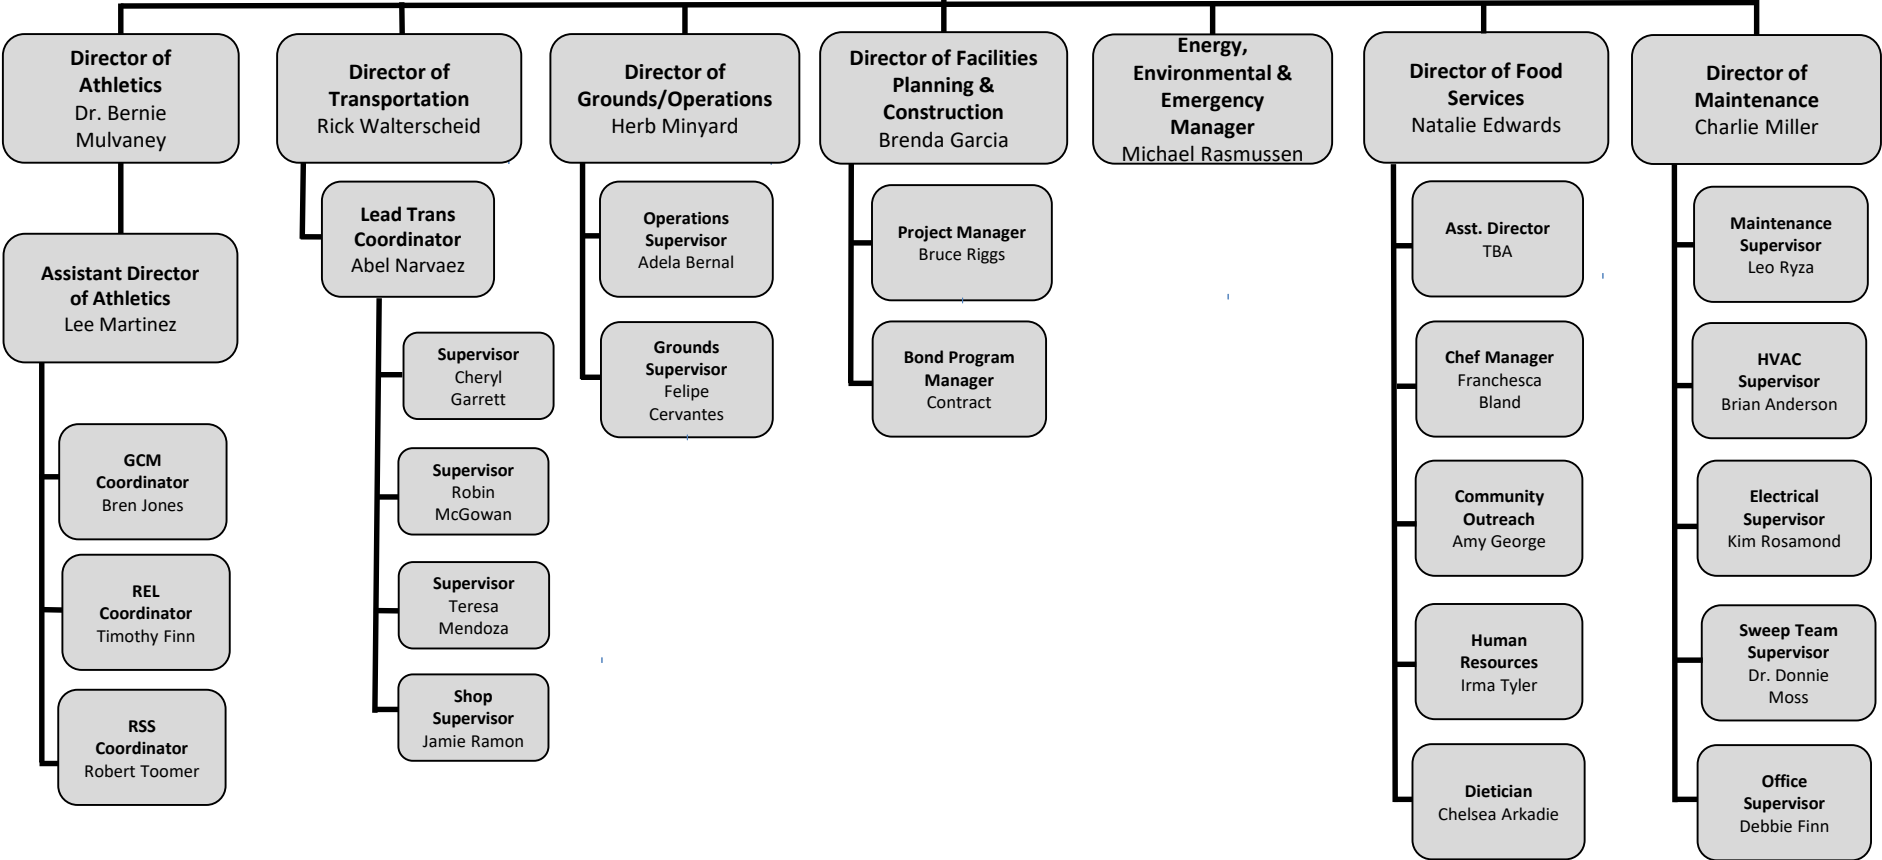 Director of
Athletics
Dr. Bernie
Mulvaney
Director of
Transportation
Rick Walterscheid
Director of
Grounds/Operations
Herb Minyard
Director of Facilities
Planning &
Construction
Brenda Garcia
Energy,
Environmental &
Emergency
Manager
Michael Rasmussen
Director of Food
Services
Natalie Edwards
Director of
Maintenance
Charlie Miller
Assistant Director
of Athletics
Lee Martinez
GCM
Coordinator
Bren Jones
REL
Coordinator
Timothy Finn
RSS
Coordinator
Robert Toomer
Lead Trans
Coordinator
Abel Narvaez
Supervisor
Cheryl
Garrett
Supervisor
Robin
McGowan
Supervisor
Teresa
Mendoza
Shop
Supervisor
Jamie Ramon
Operations
Supervisor
Adela Bernal
Grounds
Supervisor
Felipe
Cervantes
Project Manager
Bruce Riggs
Bond Program
Manager
Contract
Asst. Director
TBA
Chef Manager
Franchesca
Bland
Community
Outreach
Amy George
Human
Resources
Irma Tyler
Dietician
Chelsea Arkadie
Maintenance
Supervisor
Leo Ryza
HVAC
Supervisor
Brian Anderson
Electrical
Supervisor
Kim Rosamond
Sweep Team
Supervisor
Dr. Donnie
Moss
Office
Supervisor
Debbie Finn